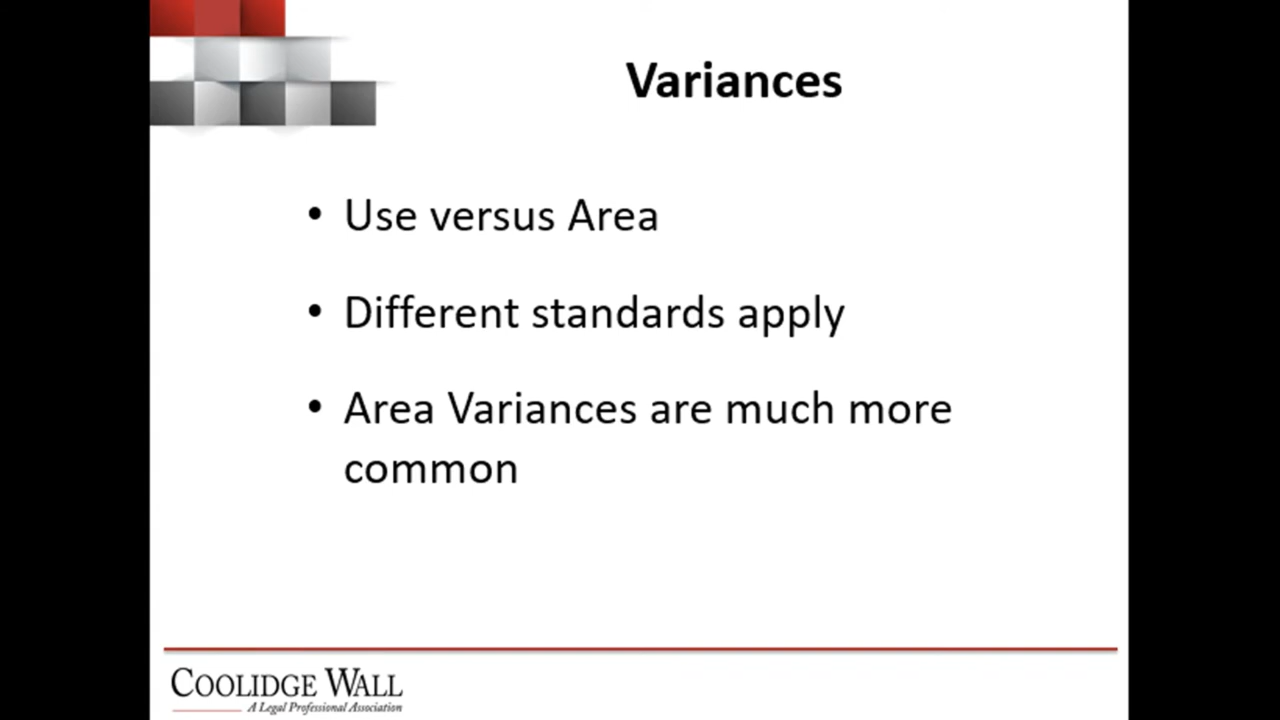 Variances
• Use versus Area
• Different standards apply
• Area Variances are much more
common
COOLIDGE WALL
A Legal Professional Association